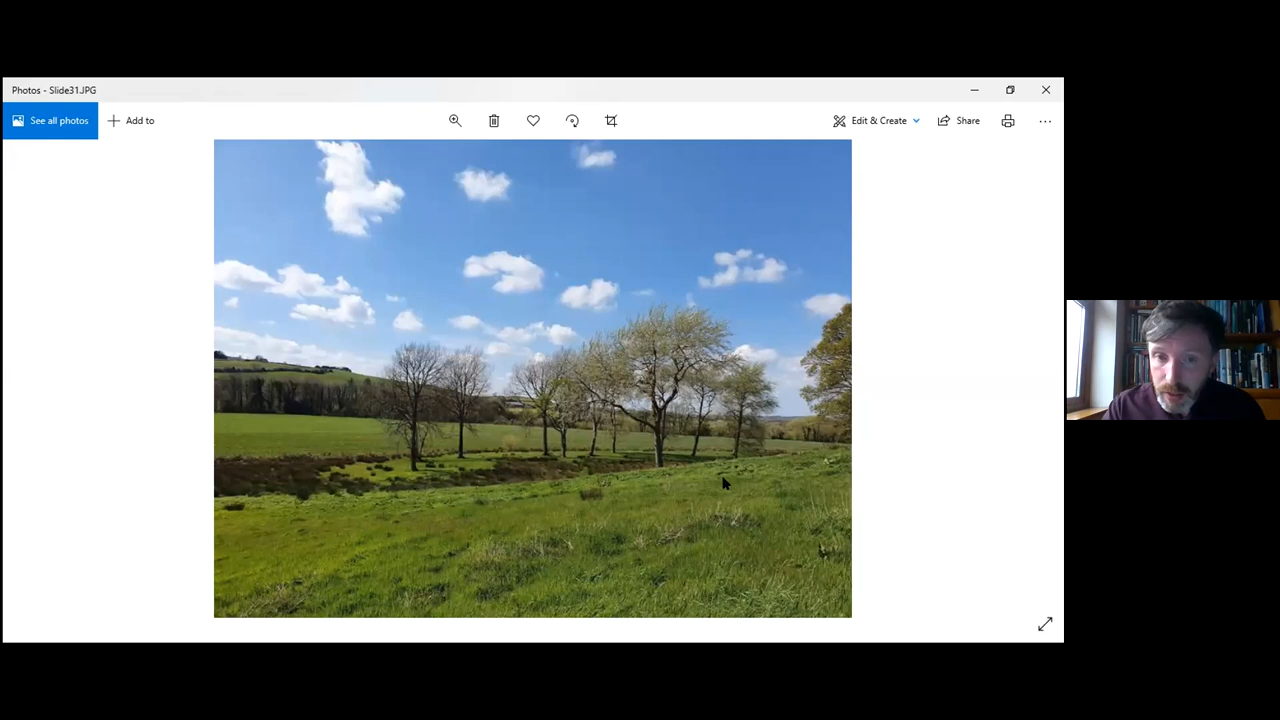 Photos - Slide31.JPG
See all photos
Add to
Edit & Create
Share